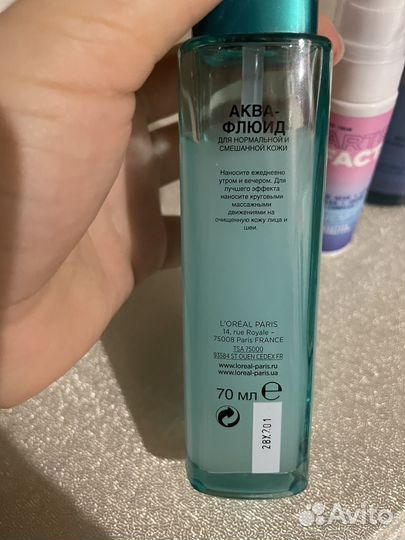 АКВА-
ФЛЮИД
ДЛЯ НОРМАЛЬНОЙ И
СМЕШАННОЙ КОЖИ
Наносите ежедневно
утром и вечером. Для
лучшего эффекта
наносите круговыми
массажными
движениями на
очищенную кожу лица и
шеи.
L'ORÉAL PARIS
14, rue Royale –
75008 Paris FRANCE
TSA 75000
93584 ST OUEN CEDEX FR
www.loreal-paris.ru
www.loreal-paris.ua
70 мл e
28X201
FACT
Avito